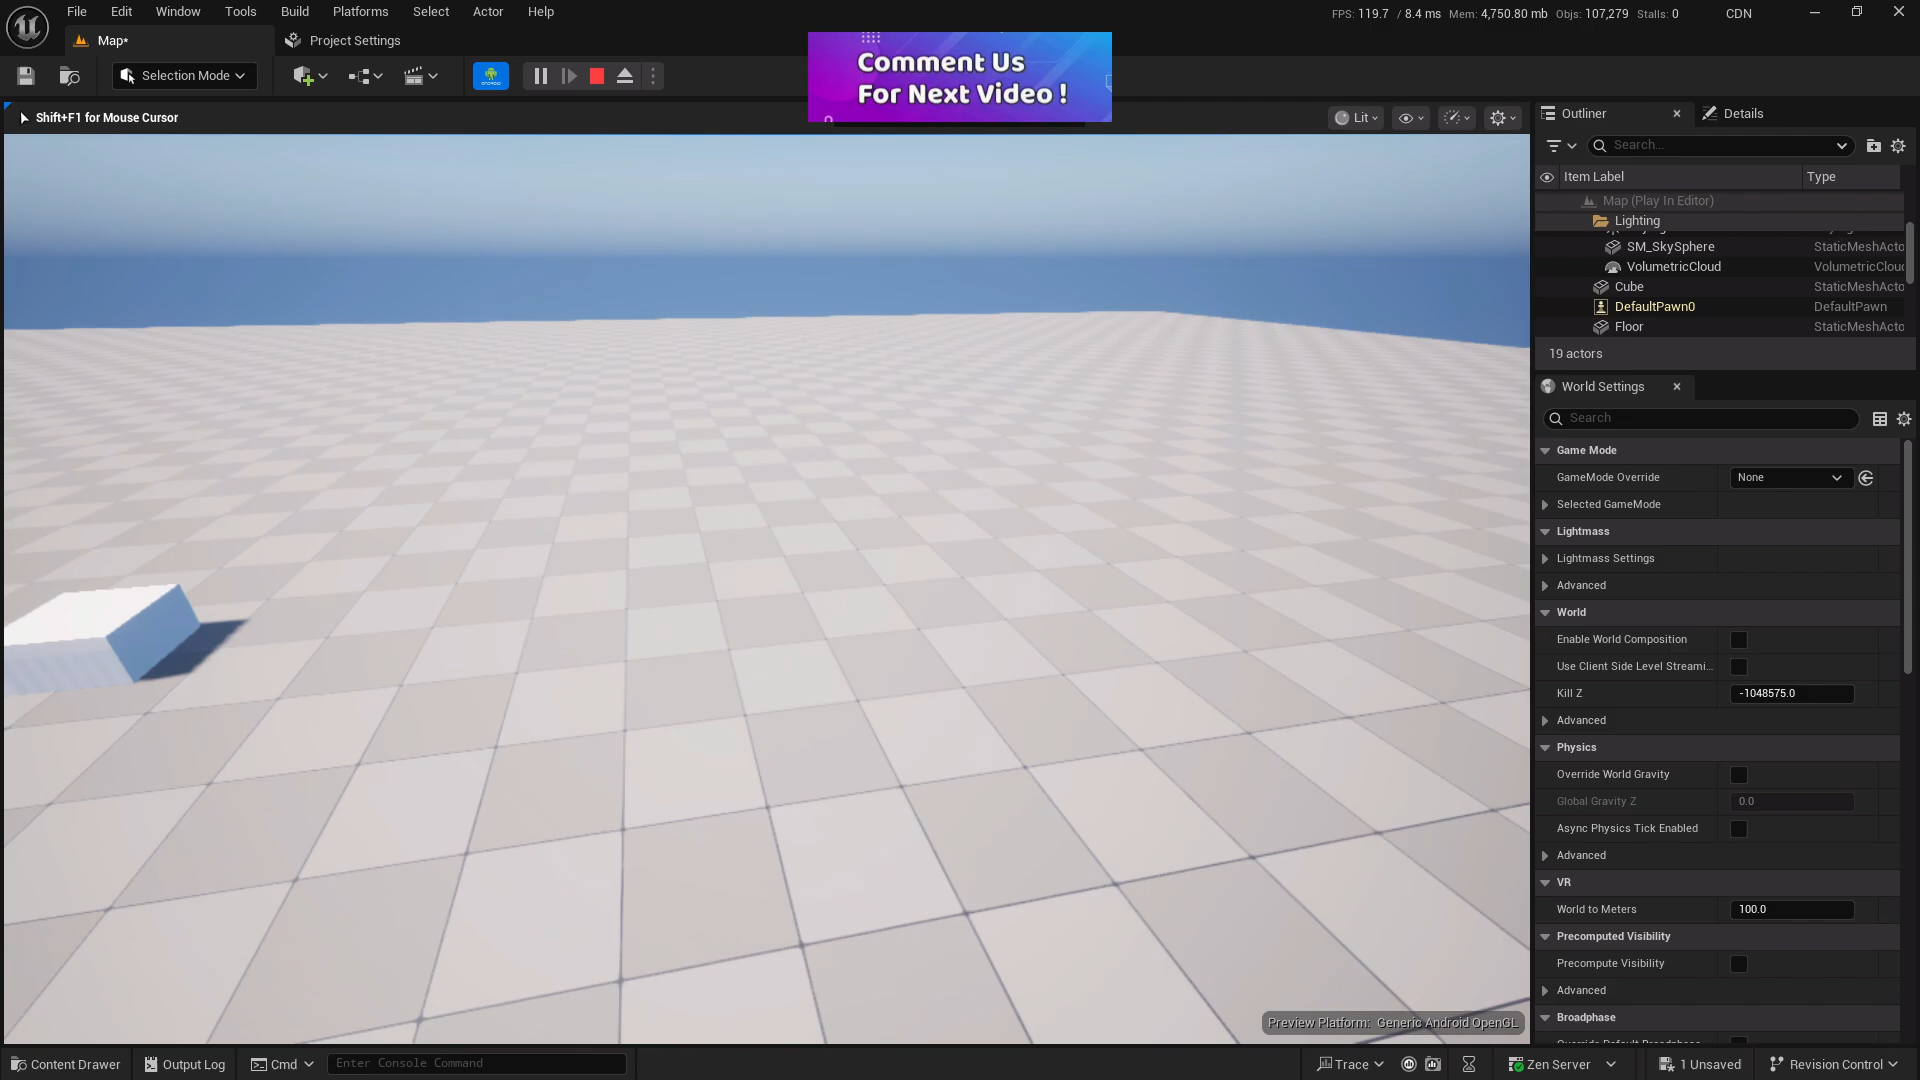 File Edit Window Tools Build Platforms Select Actor Help
FPS: 119.7 / 8.4 ms Mem: 4,750.80 mb Objs: 107,279 Stalls: 0 CDN
Map* Project Settings
Selection Mode
Comment Us
For Next Video !
Shift+F1 for Mouse Cursor
Lit
Outliner Details
Search...
Item Label Type
Map (Play In Editor)
Lighting
SM_SkySphere StaticMeshActo
VolumetricCloud VolumetricClou
Cube StaticMeshActo
DefaultPawn0 DefaultPawn
Floor StaticMeshActo
19 actors
World Settings
Search
Game Mode
GameMode Override None
Selected GameMode
Lightmass
Lightmass Settings
Advanced
World
Enable World Composition
Use Client Side Level Streami...
Kill Z -1048575.0
Advanced
Physics
Override World Gravity
Global Gravity Z 0.0
Async Physics Tick Enabled
Advanced
VR
World to Meters 100.0
Precomputed Visibility
Precompute Visibility
Advanced
Broadphase
Preview Platform: Generic Android OpenGL
Content Drawer Output Log Cmd Enter Console Command Trace Zen Server 1 Unsaved Revision Control